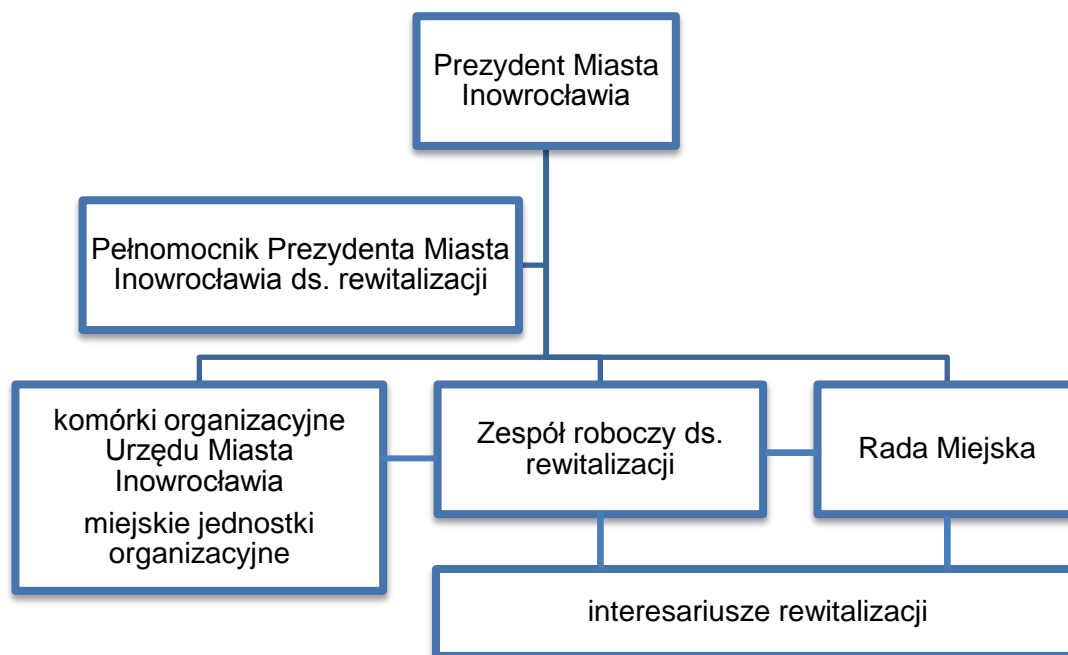 Prezydent Miasta
Inowrocławia
Pełnomocnik Prezydenta Miasta
Inowrocławia ds. rewitalizacji
komórki organizacyjne
Urzędu Miasta
Inowrocławia
miejskie jednostki
organizacyjne
Zespół roboczy ds.
rewitalizacji
Rada Miejska
interesariusze rewitalizacji